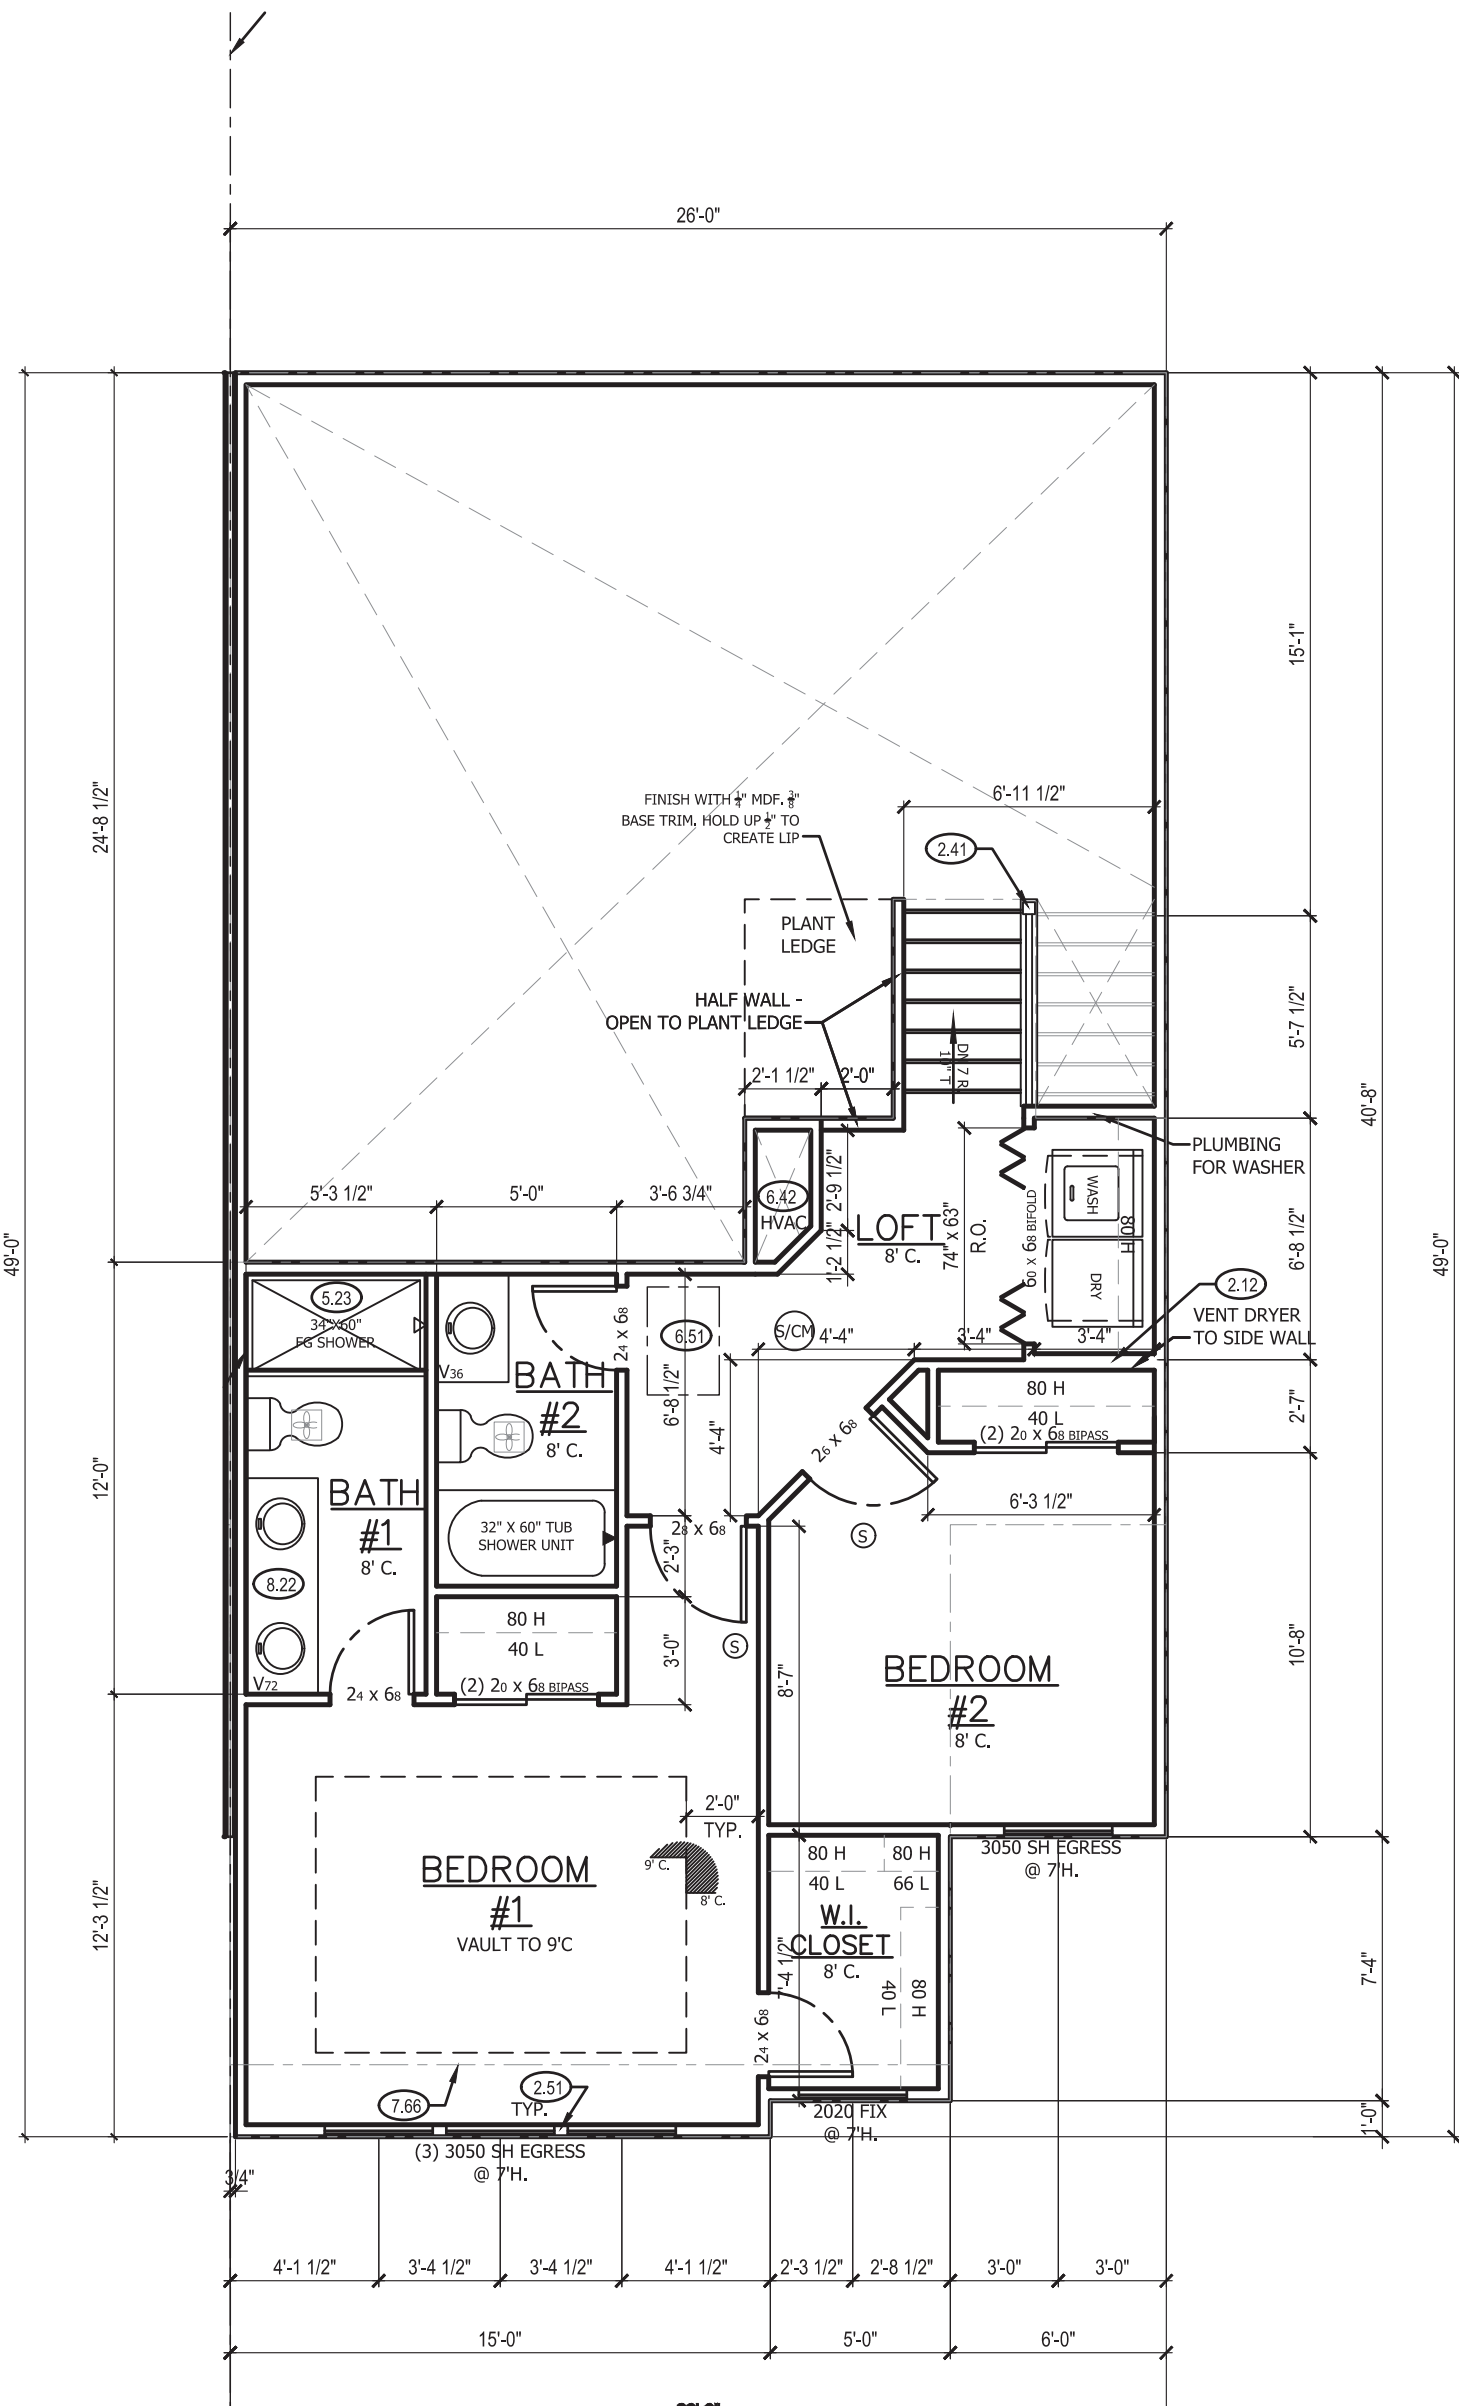 26'-0"
49'-0"
24'-8 1/2"
15'-1"
FINISH WITH 1/4" MDF. 3/8"
BASE TRIM. HOLD UP 1/2" TO
CREATE LIP
6'-11 1/2"
2.41
PLANT
LEDGE
HALF WALL -
OPEN TO PLANT LEDGE
DN 7 R.
10" T
5'-7 1/2"
40'-8"
49'-0"
2'-1 1/2"
2'-0"
PLUMBING
FOR WASHER
5'-3 1/2"
5'-0"
3'-6 3/4"
6.42
HVAC
2'-9 1/2"
1'-2 1/2"
LOFT
8' C.
74" x 63"
R.O.
60 x 68 BIFOLD
WASH
DRY
80 H
6'-8 1/2"
2.12
VENT DRYER
TO SIDE WALL
5.23
34"X60"
FG SHOWER
V36
24 x 68
6.51
S/CM
4'-4"
3'-4"
3'-4"
BATH
#2
8' C.
6'-8 1/2"
4'-4"
26 x 68
80 H
40 L
(2) 20 x 68 BIPASS
2'-7"
12'-0"
BATH
#1
8' C.
8.22
V72
24 x 68
32" X 60" TUB
SHOWER UNIT
28 x 68
2'-3"
S
6'-3 1/2"
80 H
40 L
(2) 20 x 68 BIPASS
3'-0"
S
8'-7"
BEDROOM
#2
8' C.
10'-8"
2'-0"
TYP.
9' C.
8' C.
BEDROOM
#1
VAULT TO 9'C
12'-3 1/2"
80 H
40 L
80 H
66 L
W.I.
CLOSET
8' C.
7'-4 1/2"
80 H
40 L
24 x 68
3050 SH EGRESS
@ 7'H.
7'-4"
1'-0"
7.66
2.51
TYP.
(3) 3050 SH EGRESS
@ 7'H.
2020 FIX
@ 7'H.
3/4"
4'-1 1/2"
3'-4 1/2"
3'-4 1/2"
4'-1 1/2"
2'-3 1/2"
2'-8 1/2"
3'-0"
3'-0"
15'-0"
5'-0"
6'-0"